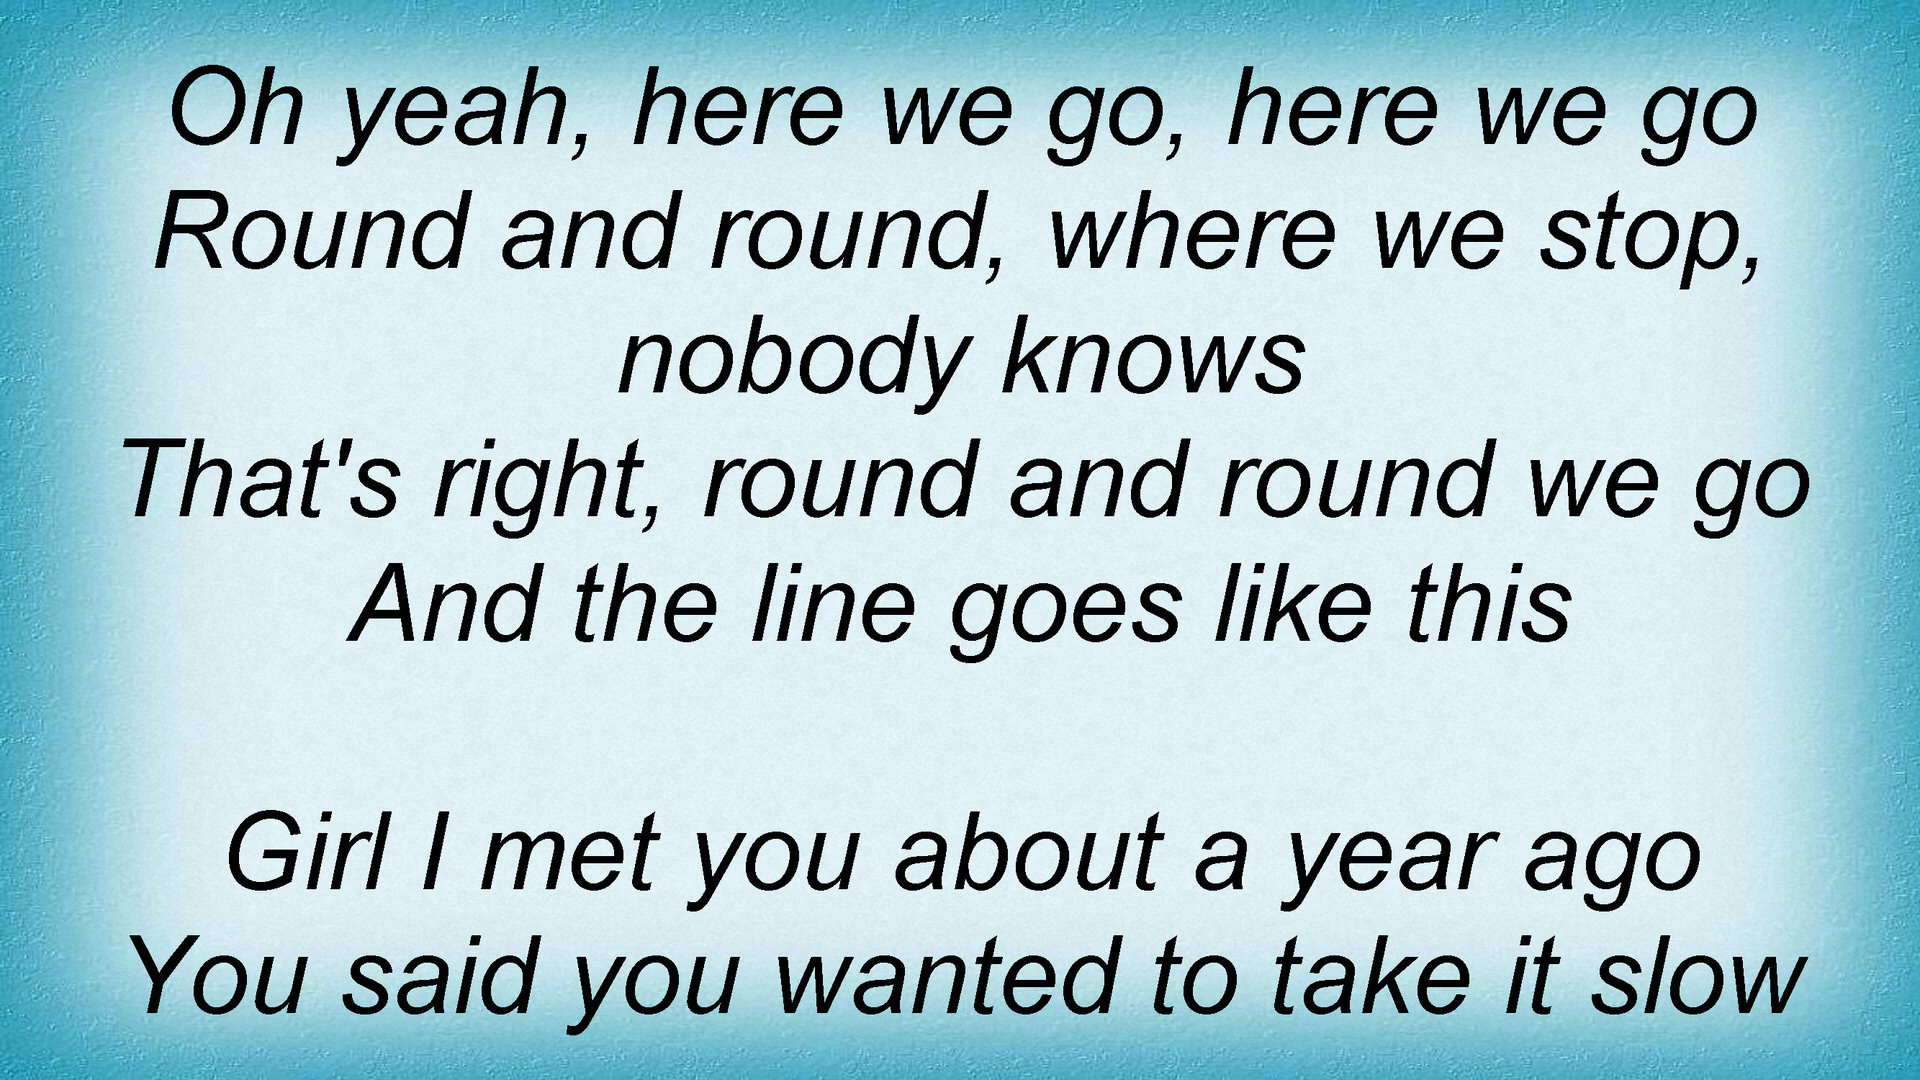 Oh yeah, here we go, here we go
Round and round, where we stop,
nobody knows
That's right, round and round we go
And the line goes like this
Girl I met you about a year ago
You said you wanted to take it slow